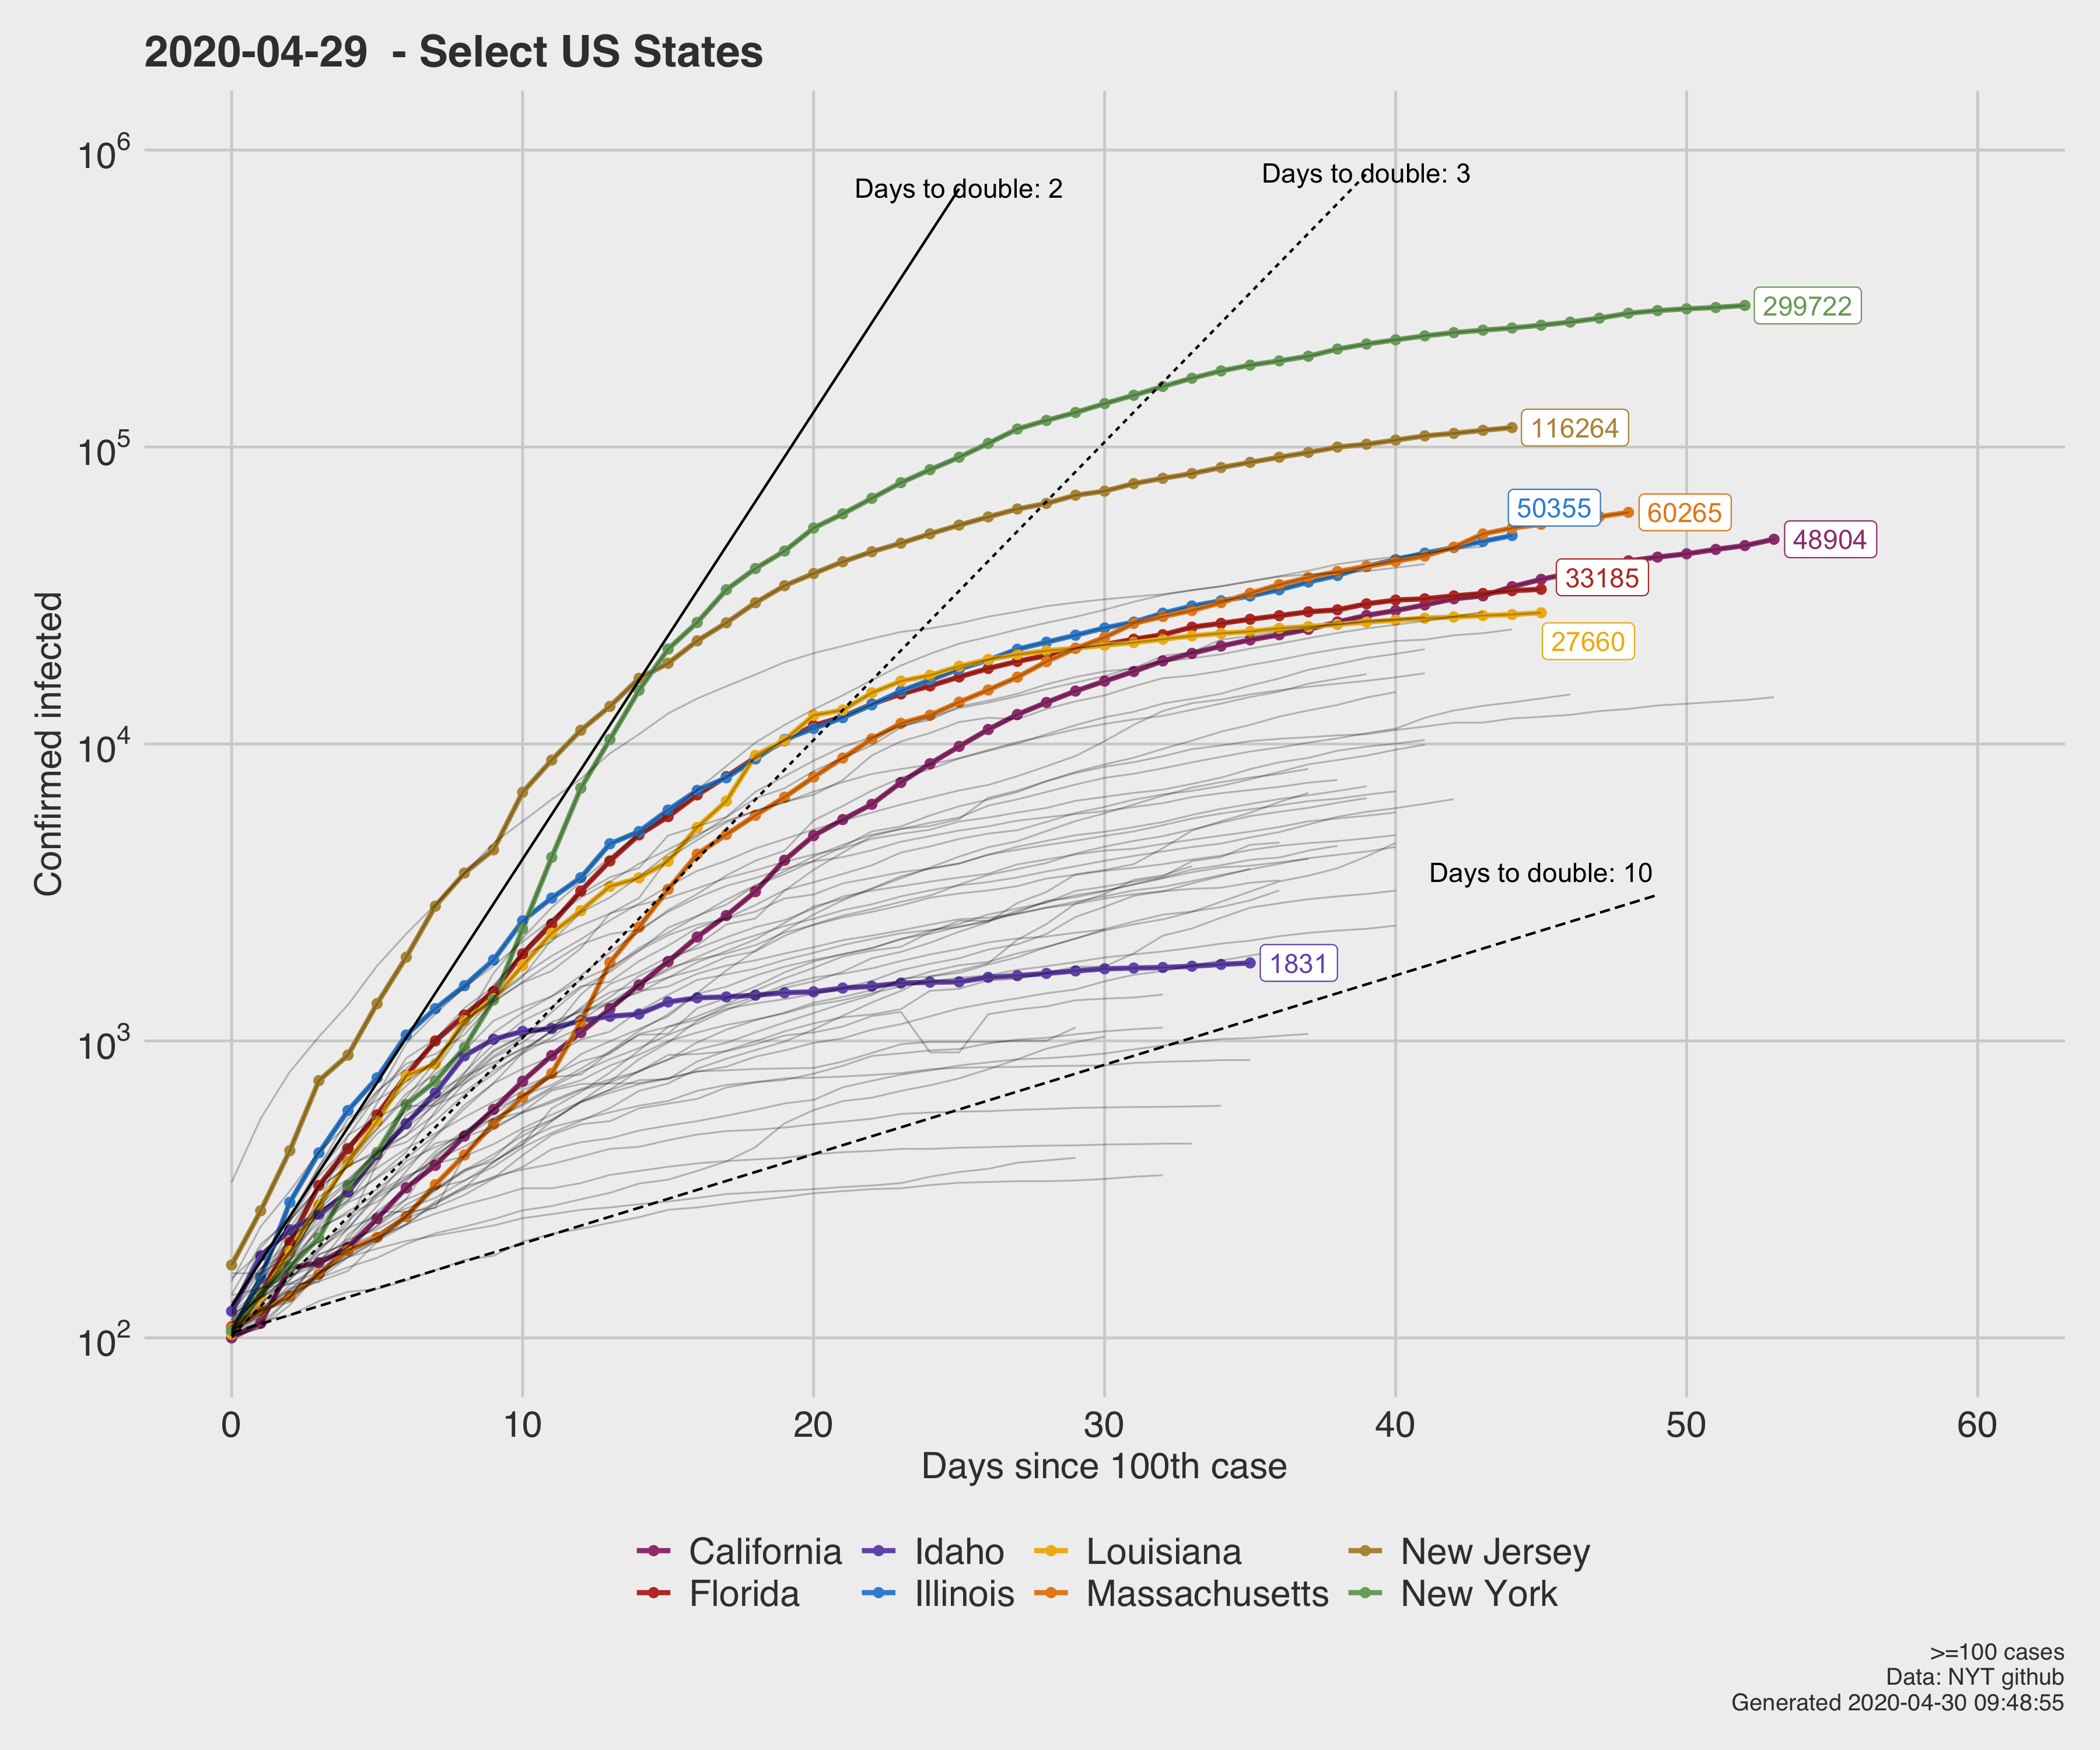 2020-04-29 - Select US States
10^6
10^5
10^4
10^3
10^2
Confirmed infected
Days to double: 2
Days to double: 3
299722
116264
50355
60265
48904
33185
27660
Days to double: 10
1831
0 10 20 30 40 50 60
Days since 100th case
California Idaho Louisiana New Jersey
Florida Illinois Massachusetts New York
>=100 cases
Data: NYT github
Generated 2020-04-30 09:48:55